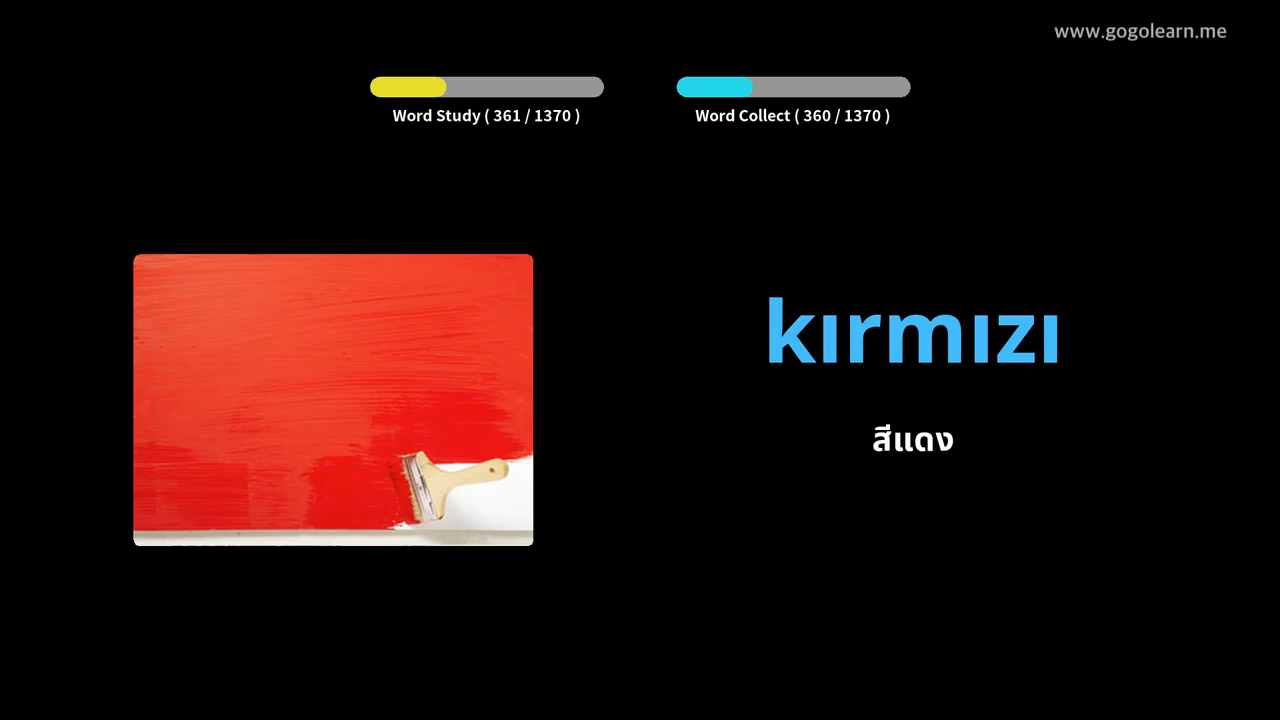 www.gogolearn.me
Word Study ( 361 / 1370 )
Word Collect ( 360 / 1370 )
kırmızı
สีแดง